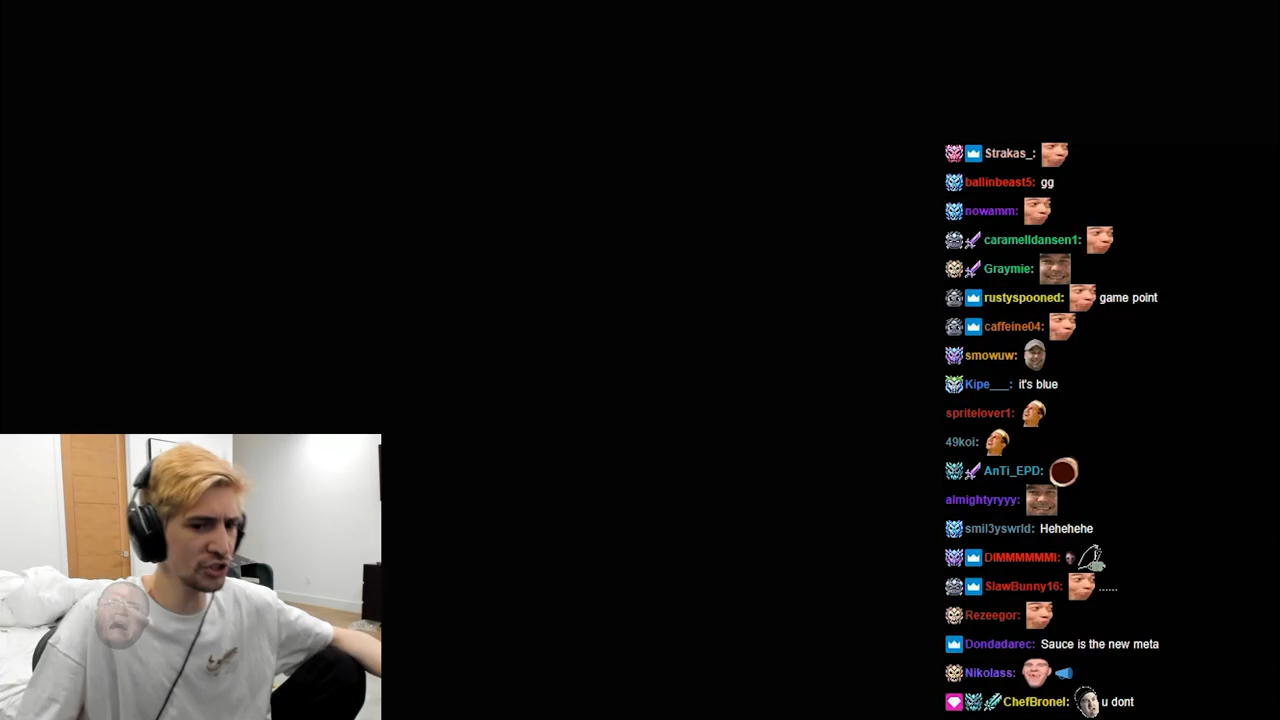 Strakas_:
ballinbeast5: gg
nowamm:
caramelldansen1:
Graymie:
rustyspooned: game point
caffeine04:
smowuw:
Kipe___: it's blue
spritelover1:
49koi:
AnTi_EPD:
almightyryyy:
smil3yswrld: Hehehehe
DIMMMMMMI:
SlawBunny16: ......
Rezeegor:
Dondadarec: Sauce is the new meta
Nikolass:
ChefBronel: u dont